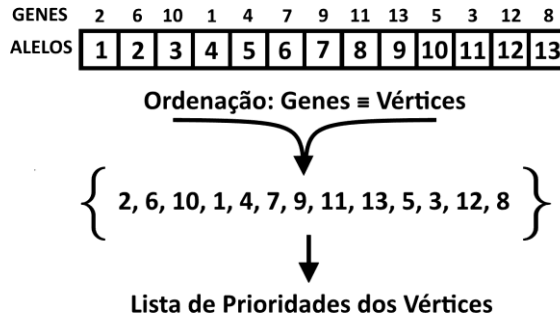 GENES 2 6 10 1 4 7 9 11 13 5 3 12 8
ALELOS 1 2 3 4 5 6 7 8 9 10 11 12 13
Ordenação: Genes ≡ Vértices
{ 2, 6, 10, 1, 4, 7, 9, 11, 13, 5, 3, 12, 8 }
Lista de Prioridades dos Vértices